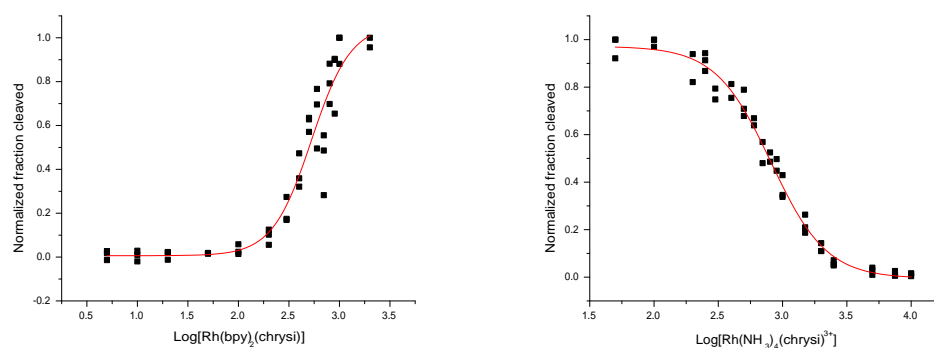 Normalized fraction cleaved
1.0
0.8
0.6
0.4
0.2
0.0
-0.2
0.5 1.0 1.5 2.0 2.5 3.0 3.5
Log[Rh(bpy)2(chrysi)]
Normalized fraction cleaved
1.0
0.8
0.6
0.4
0.2
0.0
1.5 2.0 2.5 3.0 3.5 4.0
Log[Rh(NH3)4(chrysi)3+]